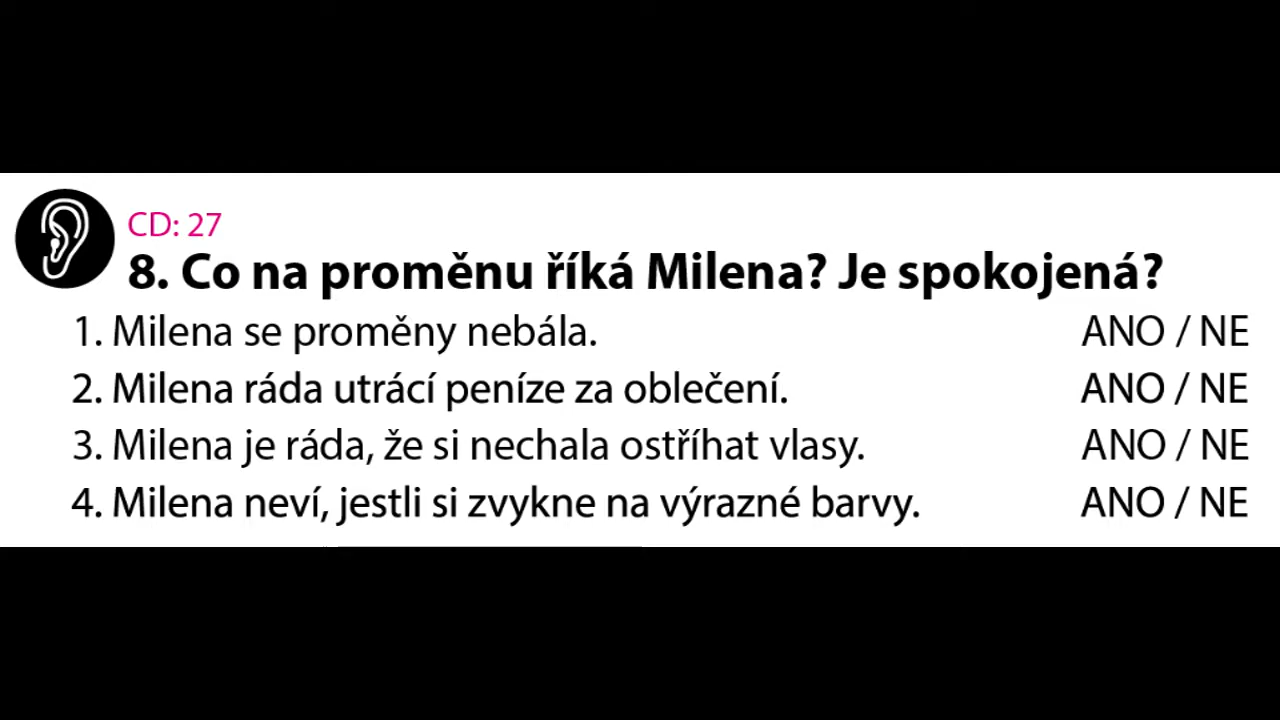 CD: 27
8. Co na proměnu říká Milena? Je spokojená?
1. Milena se proměny nebála. ANO / NE
2. Milena ráda utrácí peníze za oblečení. ANO / NE
3. Milena je ráda, že si nechala ostříhat vlasy. ANO / NE
4. Milena neví, jestli si zvykne na výrazné barvy. ANO / NE